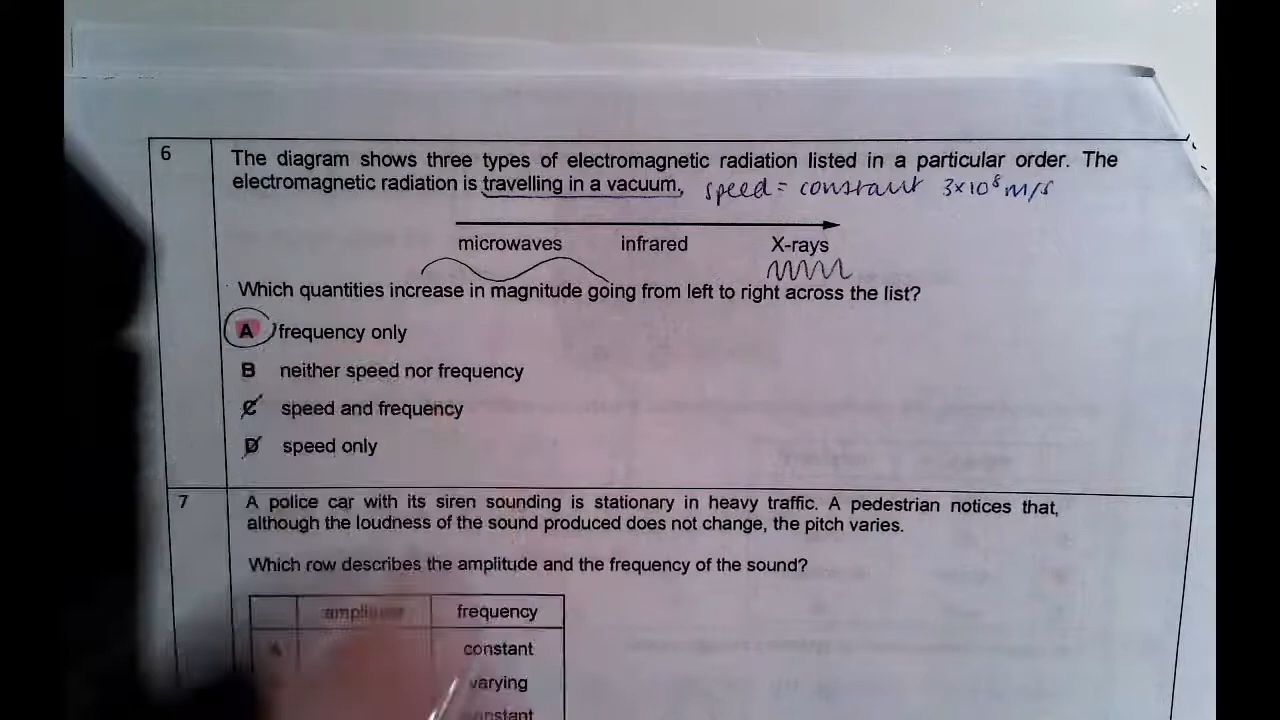 6
The diagram shows three types of electromagnetic radiation listed in a particular order. The
electromagnetic radiation is travelling in a vacuum, speed = constant 3×10⁸ m/s
microwaves infrared X-rays
Which quantities increase in magnitude going from left to right across the list?
A frequency only
B neither speed nor frequency
C speed and frequency
D speed only
7
A police car with its siren sounding is stationary in heavy traffic. A pedestrian notices that,
although the loudness of the sound produced does not change, the pitch varies.
Which row describes the amplitude and the frequency of the sound?
frequency
constant
varying
constant